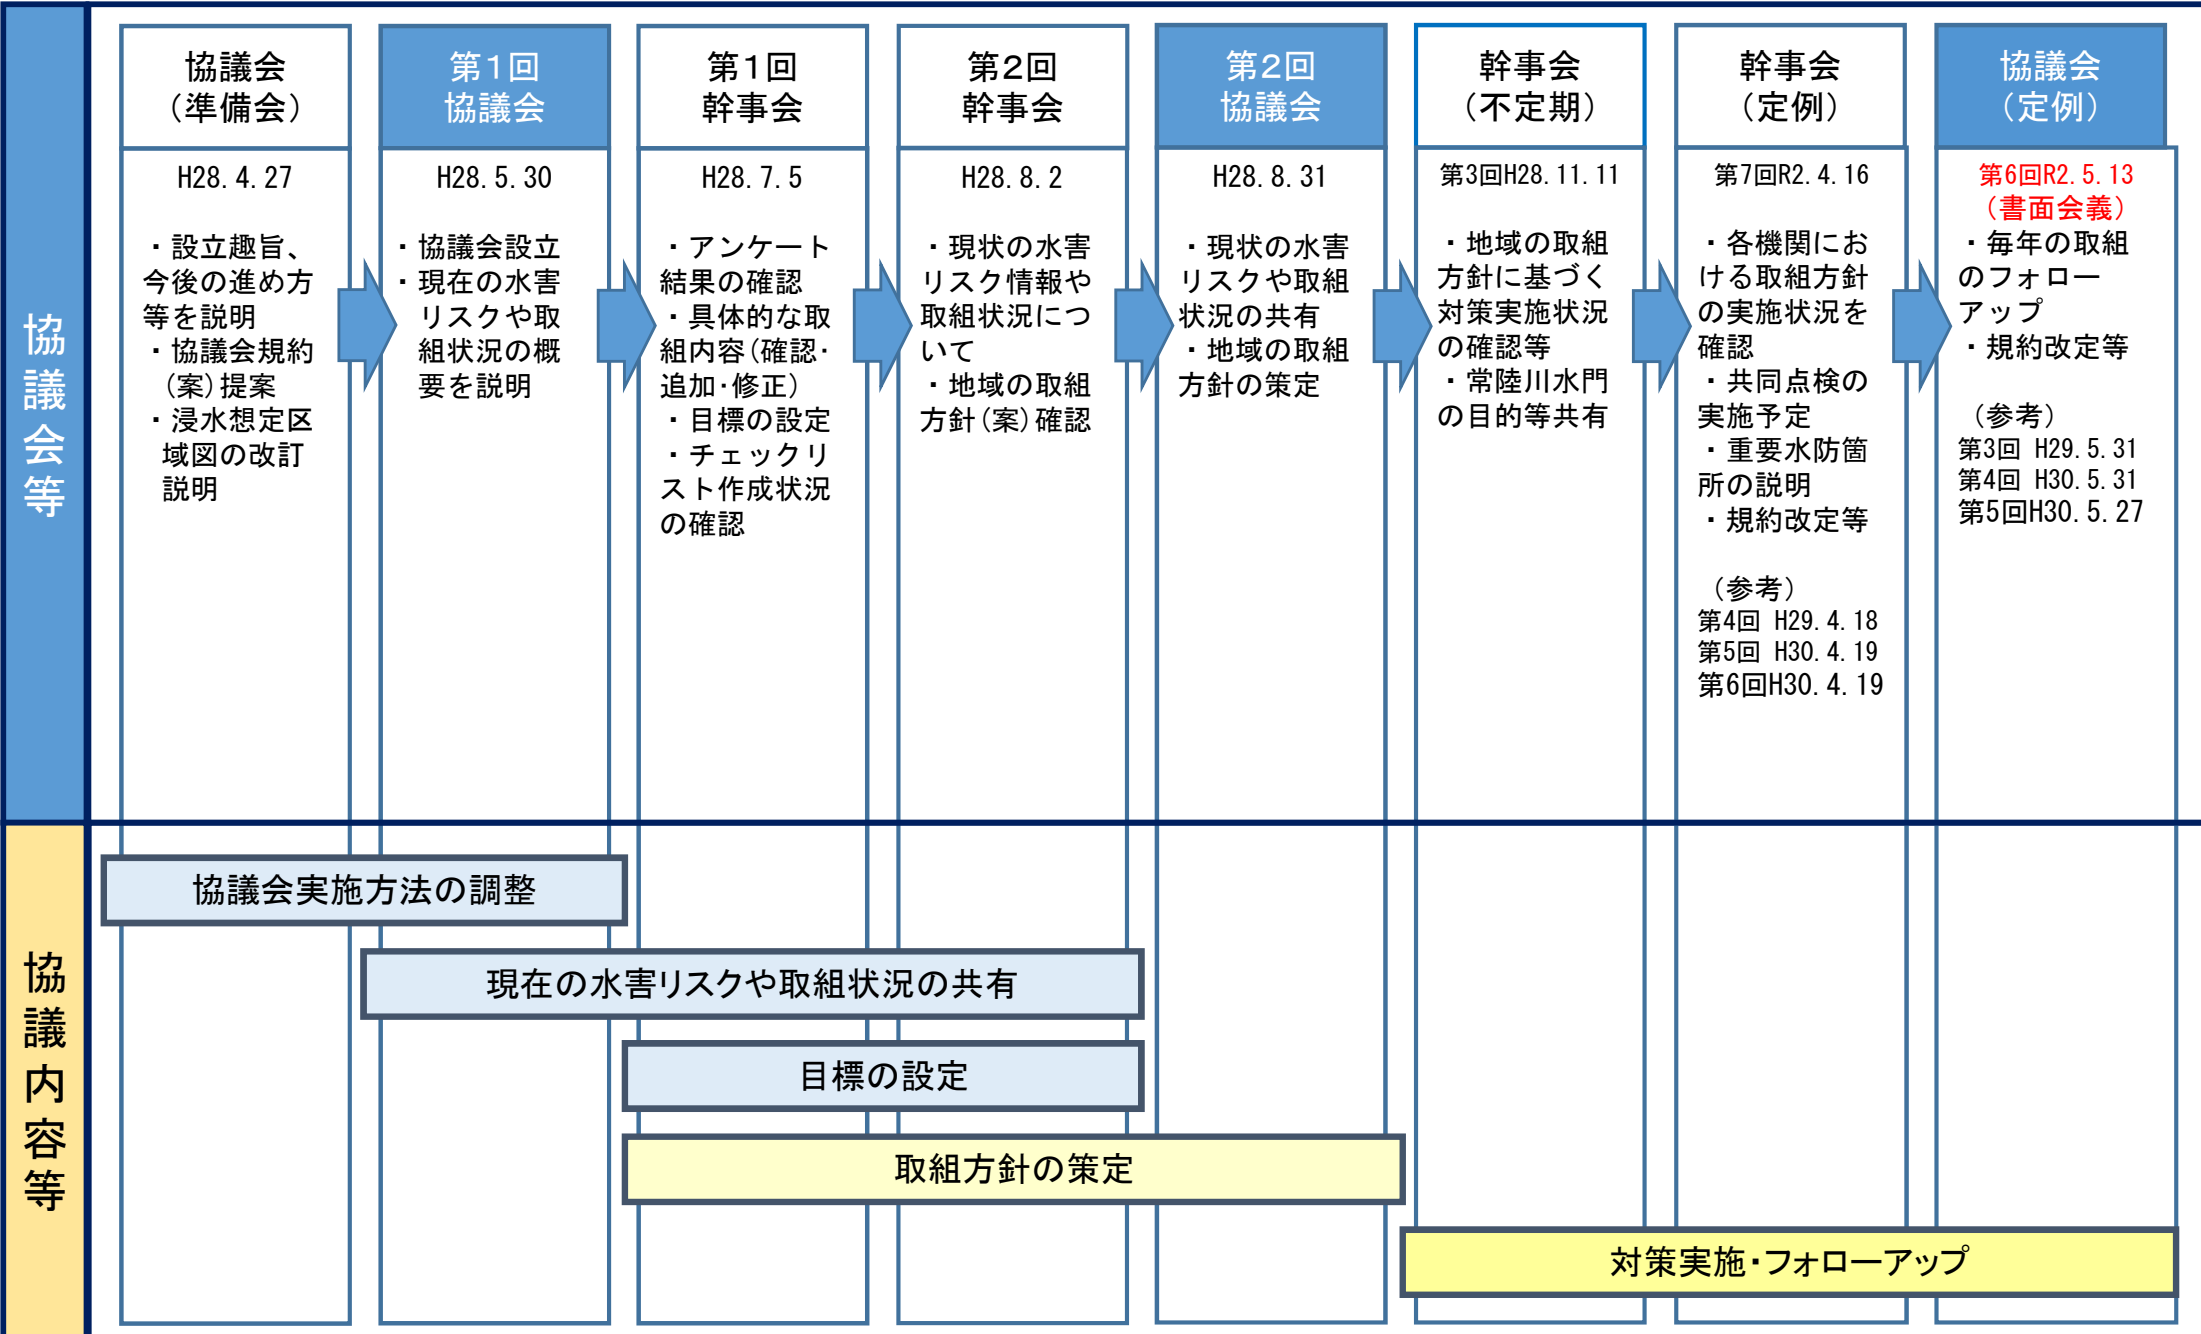 協議会等
協議会
（準備会）
H28.4.27
・設立趣旨、
今後の進め方
等を説明
・協議会規約
(案)提案
・浸水想定区
域図の改訂
説明
第1回
協議会
H28.5.30
・協議会設立
・現在の水害
リスクや取
組状況の概
要を説明
第1回
幹事会
H28.7.5
・アンケート
結果の確認
・具体的な取
組内容(確認・
追加・修正)
・目標の設定
・チェックリ
スト作成状況
の確認
第2回
幹事会
H28.8.2
・現状の水害
リスク情報や
取組状況につ
いて
・地域の取組
方針(案)確認
第2回
協議会
H28.8.31
・現状の水害
リスクや取組
状況の共有
・地域の取組
方針の策定
幹事会
（不定期）
第3回H28.11.11
・地域の取組
方針に基づく
対策実施状況
の確認等
・常陸川水門
の目的等共有
幹事会
（定例）
第7回R2.4.16
・各機関にお
ける取組方針
の実施状況を
確認
・共同点検の
実施予定
・重要水防箇
所の説明
・規約改定等
（参考）
第4回 H29.4.18
第5回 H30.4.19
第6回H30.4.19
協議会
（定例）
第6回R2.5.13
（書面会議）
・毎年の取組
のフォロー
アップ
・規約改定等
（参考）
第3回 H29.5.31
第4回 H30.5.31
第5回H30.5.27
協議内容等
協議会実施方法の調整
現在の水害リスクや取組状況の共有
目標の設定
取組方針の策定
対策実施・フォローアップ